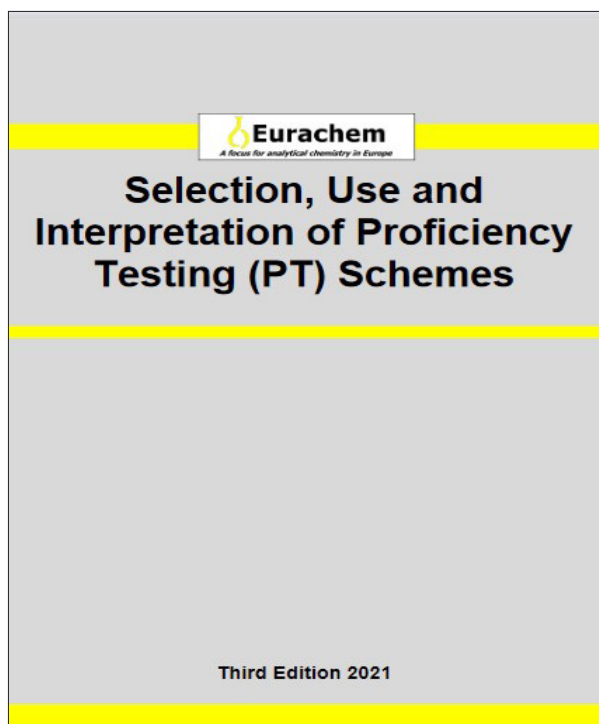 Eurachem
A focus for analytical chemistry in Europe
Selection, Use and
Interpretation of Proficiency
Testing (PT) Schemes
Third Edition 2021